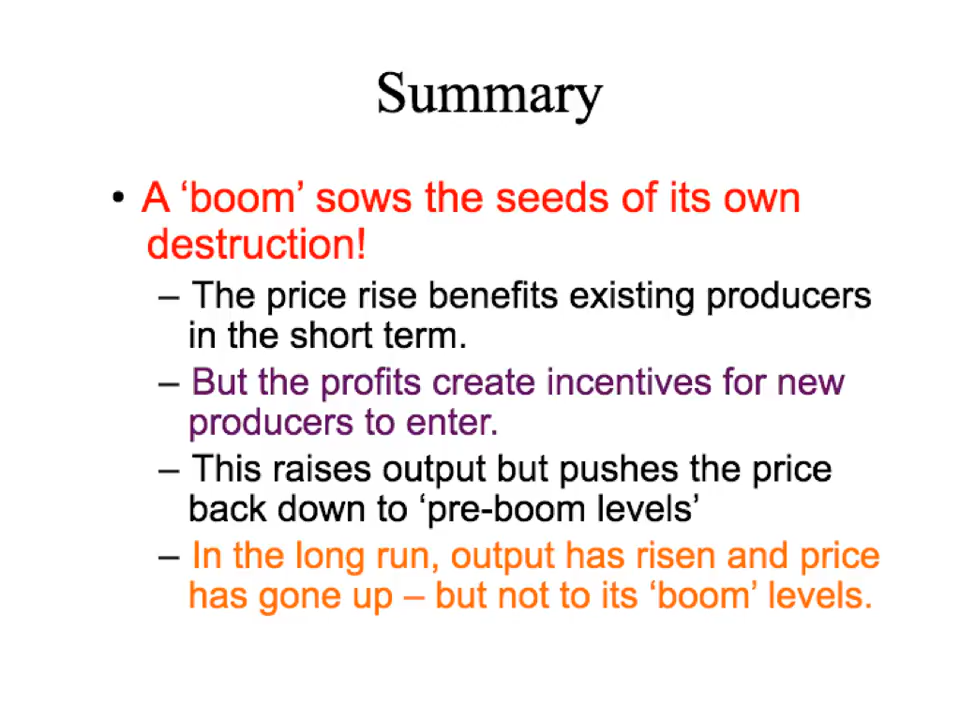 Summary
• A ‘boom’ sows the seeds of its own
destruction!
– The price rise benefits existing producers
in the short term.
– But the profits create incentives for new
producers to enter.
– This raises output but pushes the price
back down to ‘pre-boom levels’
– In the long run, output has risen and price
has gone up – but not to its ‘boom’ levels.